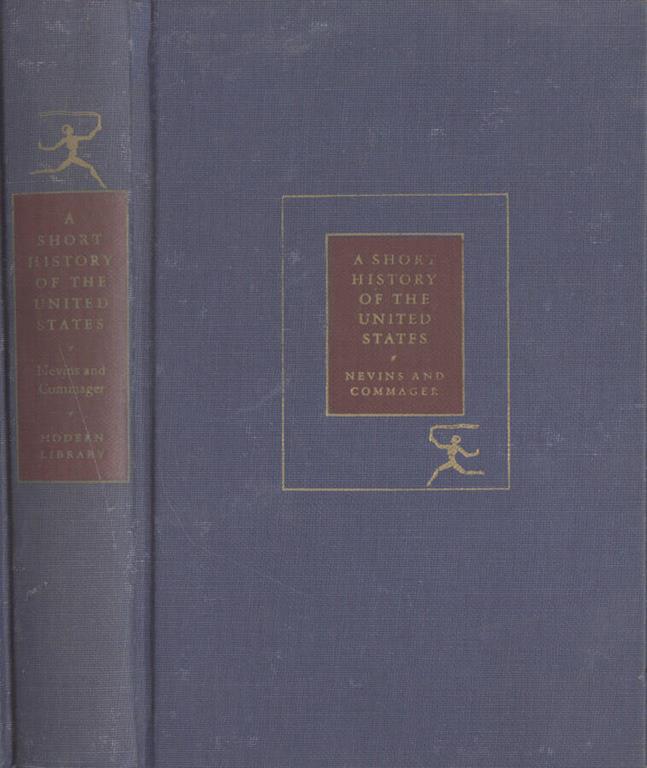 A
SHORT
HISTORY
OF THE
UNITED
STATES
Nevins and
Commager
MODERN
LIBRARY
A SHORT
HISTORY
OF THE
UNITED
STATES
NEVINS AND
COMMAGER